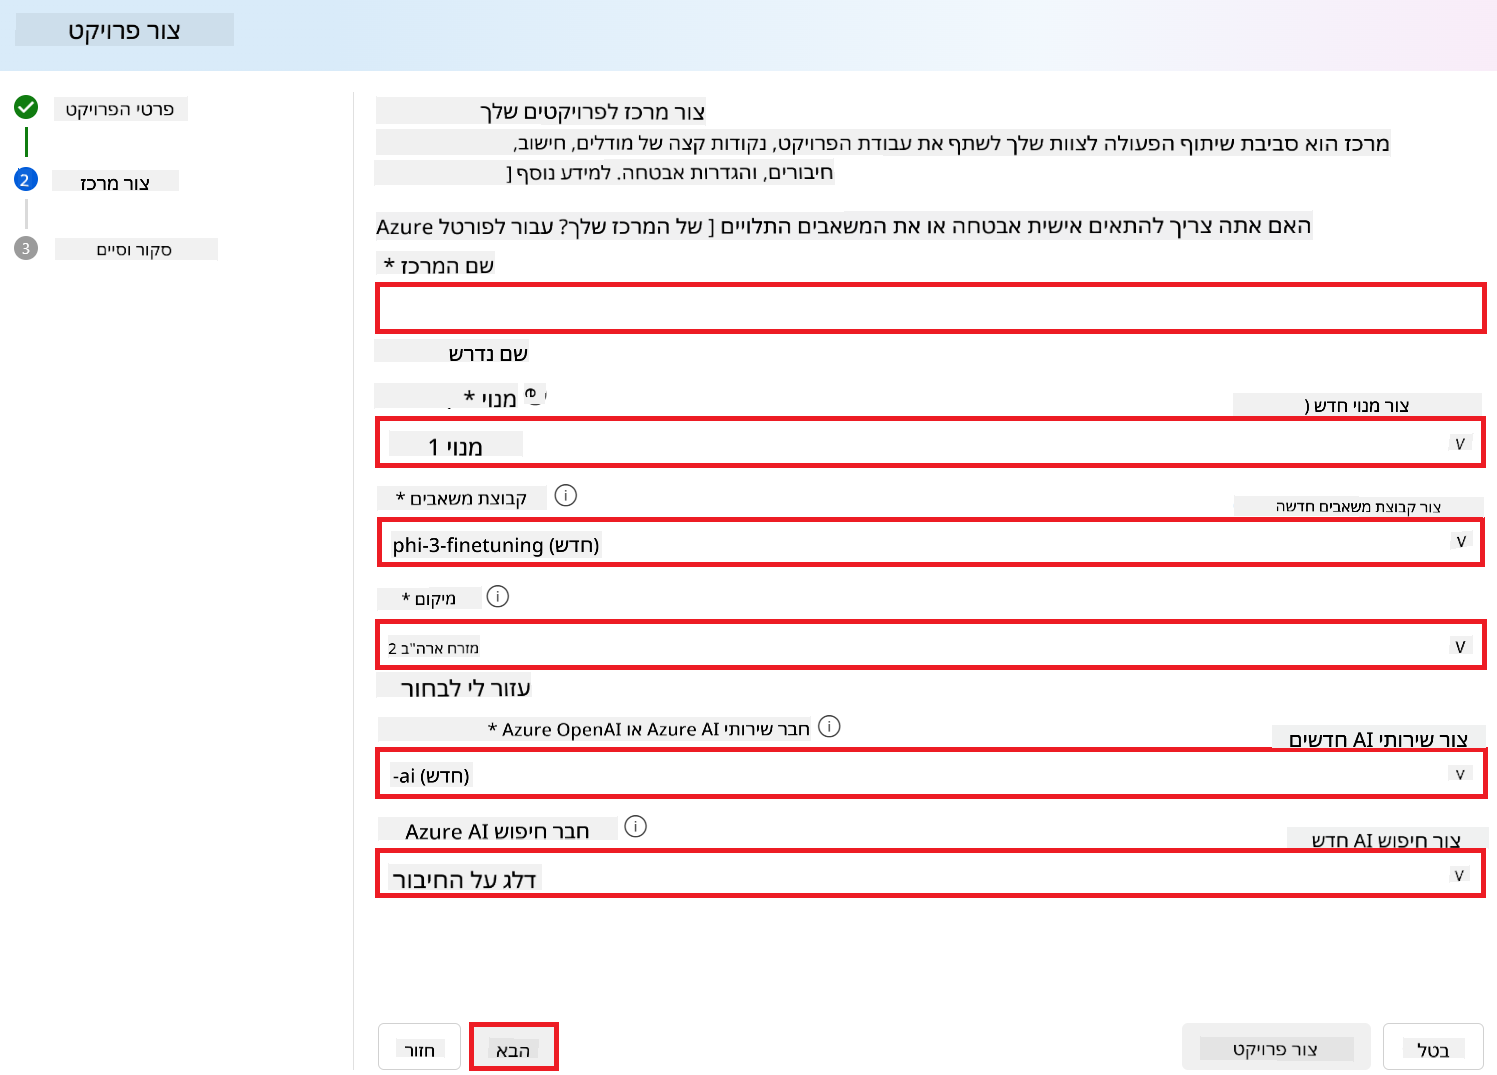 צור פרויקט
פרטי הפרויקט
2
צור מרכז
3
סקור וסיים
צור מרכז לפרויקטים שלך
מרכז הוא סביבת שיתוף הפעולה לצוות שלך לשתף את עבודת הפרויקט, נקודות קצה של מודלים, חישוב,
חיבורים, והגדרות אבטחה. למידע נוסף [
האם אתה צריך להתאים אישית אבטחה או את המשאבים התלויים [ של המרכז שלך? עבור לפורטל Azure
שם המרכז *
שם נדרש
מנוי *
צור מנוי חדש (
מנוי 1
v
קבוצת משאבים *
צור קבוצת משאבים חדשה
phi-3-finetuning (חדש)
v
מיקום *
מזרח ארה"ב 2
v
עזור לי לבחור
חבר שירותי Azure AI או Azure OpenAI *
צור שירותי AI חדשים
-ai (חדש)
v
חבר חיפוש Azure AI
צור חיפוש AI חדש
דלג על החיבור
v
חזור
הבא
צור פרויקט
בטל